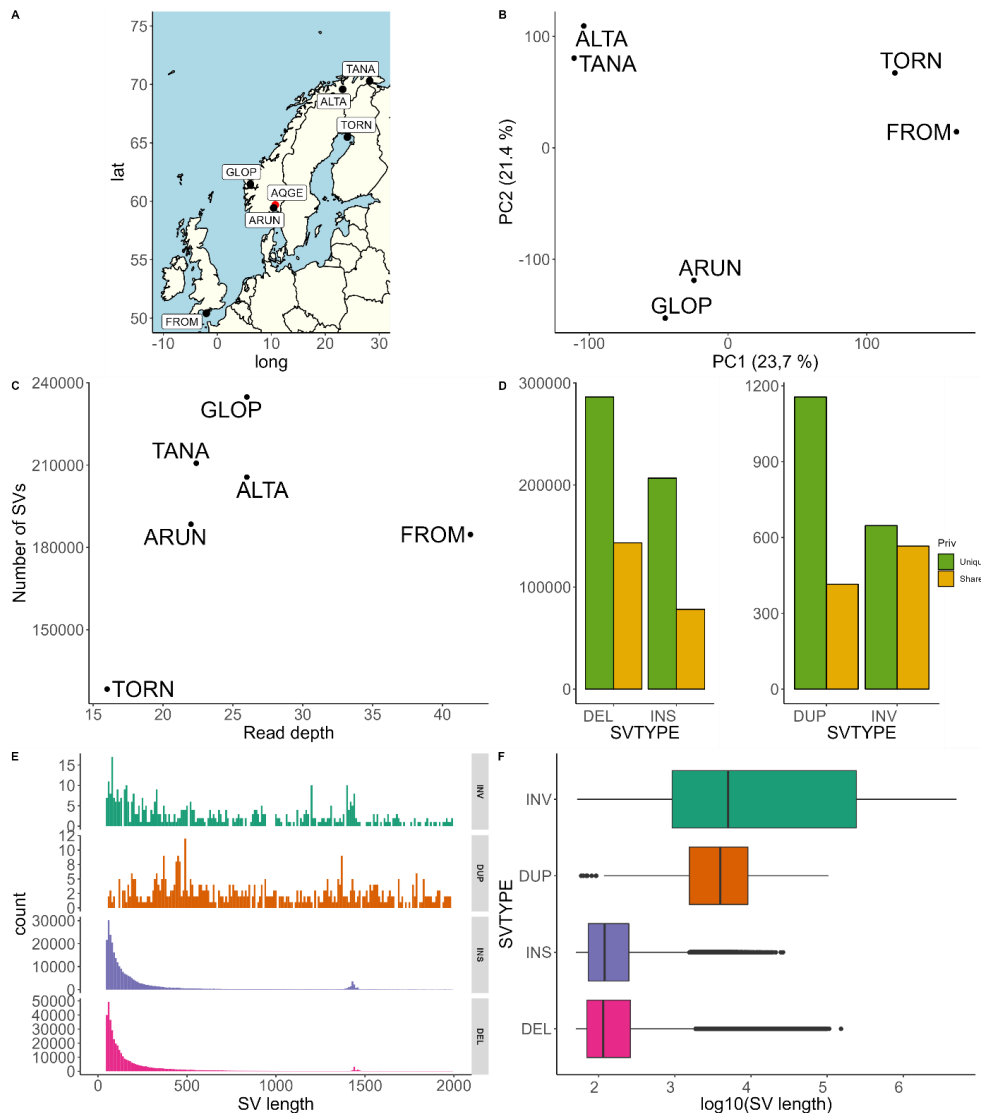 A
75
70
65
60
55
50
lat
TANA
ALTA
TORN
GLOP
AQGE
ARUN
FROM
-10
0
10
20
30
long
B
100
0
-100
PC2 (21.4 %)
ALTA
TANA
TORN
FROM
ARUN
GLOP
-100
0
100
PC1 (23,7 %)
C
240000
210000
180000
150000
Number of SVs
GLOP
TANA
ALTA
ARUN
FROM
TORN
15
20
25
30
35
40
Read depth
D
300000
200000
100000
0
DEL
INS
SVTYPE
1200
900
600
300
0
DUP
INV
SVTYPE
Priv
Uniqu
Share
E
15
10
5
0
INV
12
10
8
6
4
2
0
DUP
30000
20000
10000
0
INS
50000
40000
30000
20000
10000
0
DEL
count
0
500
1000
1500
2000
SV length
F
INV
DUP
INS
DEL
SVTYPE
2
3
4
5
6
log10(SV length)